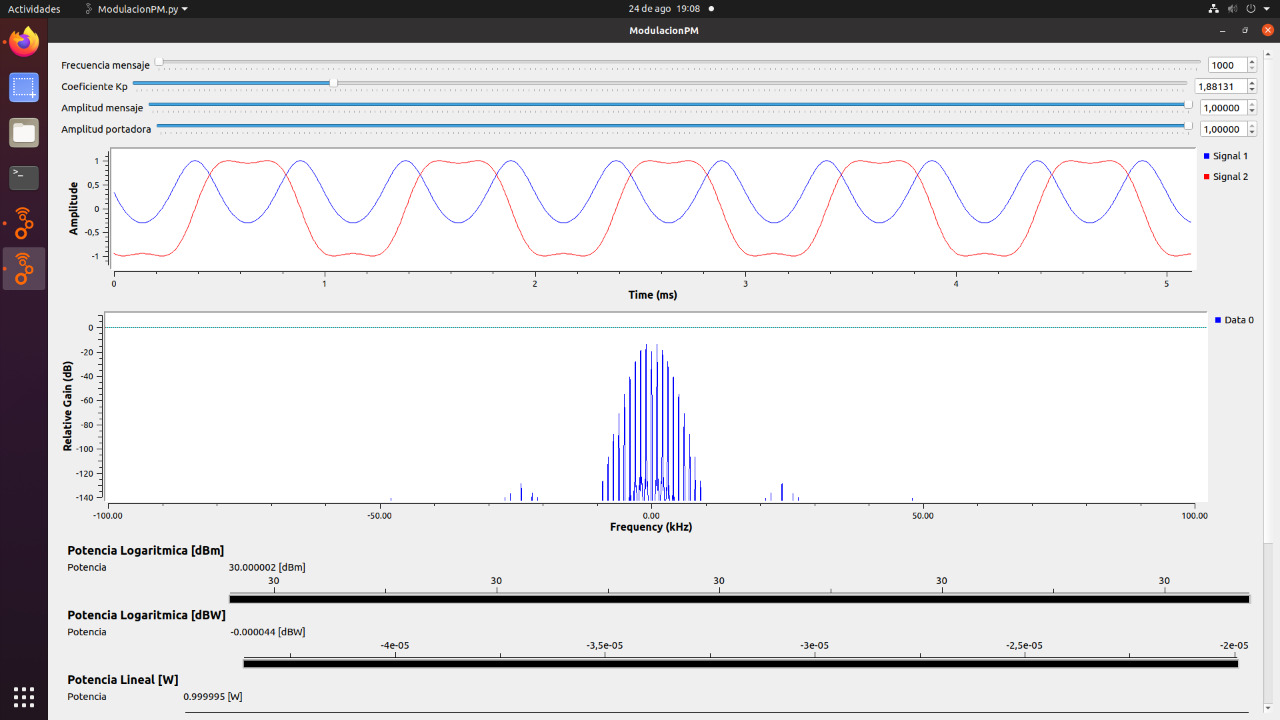 Actividades ModulacionPM.py 24 de ago 19:08
ModulacionPM
Frecuencia mensaje 1000
Coeficiente Kp 1,88131
Amplitud mensaje 1,00000
Amplitud portadora 1,00000
Amplitude
1
0,5
0
-0,5
-1
Signal 1
Signal 2
0 1 2 3 4 5
Time (ms)
Relative Gain (dB)
0
-20
-40
-60
-80
-100
-120
-140
Data 0
-100.00 -50.00 0.00 50.00 100.00
Frequency (kHz)
Potencia Logaritmica [dBm]
Potencia 30.000002 [dBm]
30 30 30 30 30
Potencia Logaritmica [dBW]
Potencia -0.000044 [dBW]
-4e-05 -3,5e-05 -3e-05 -2,5e-05 -2e-05
Potencia Lineal [W]
Potencia 0.999995 [W]